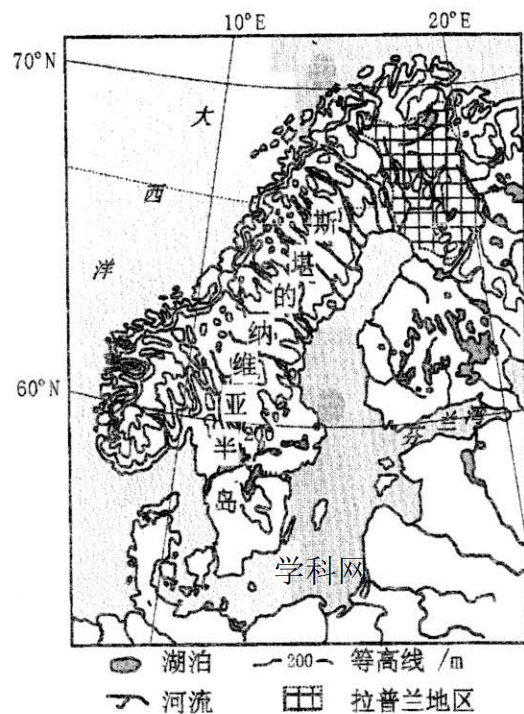 10°E 20°E
70°N
大
西
洋
斯
堪
的
纳
维
亚
半
岛
60°N
200
芬兰湾
学科网
湖泊 200 等高线 /m
河流 拉普兰地区